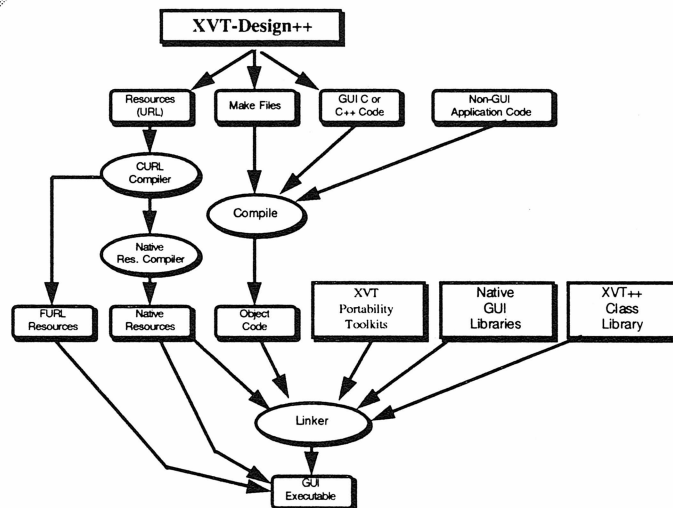 XVT-Design++
Resources
(URL)
Make Files
GUI C or
C++ Code
Non-GUI
Application Code
CURL
Compiler
Compile
Native
Res. Compiler
FURL
Resources
Native
Resources
Object
Code
XVT
Portability
Toolkits
Native
GUI
Libraries
XVT++
Class
Library
Linker
GUI
Executable